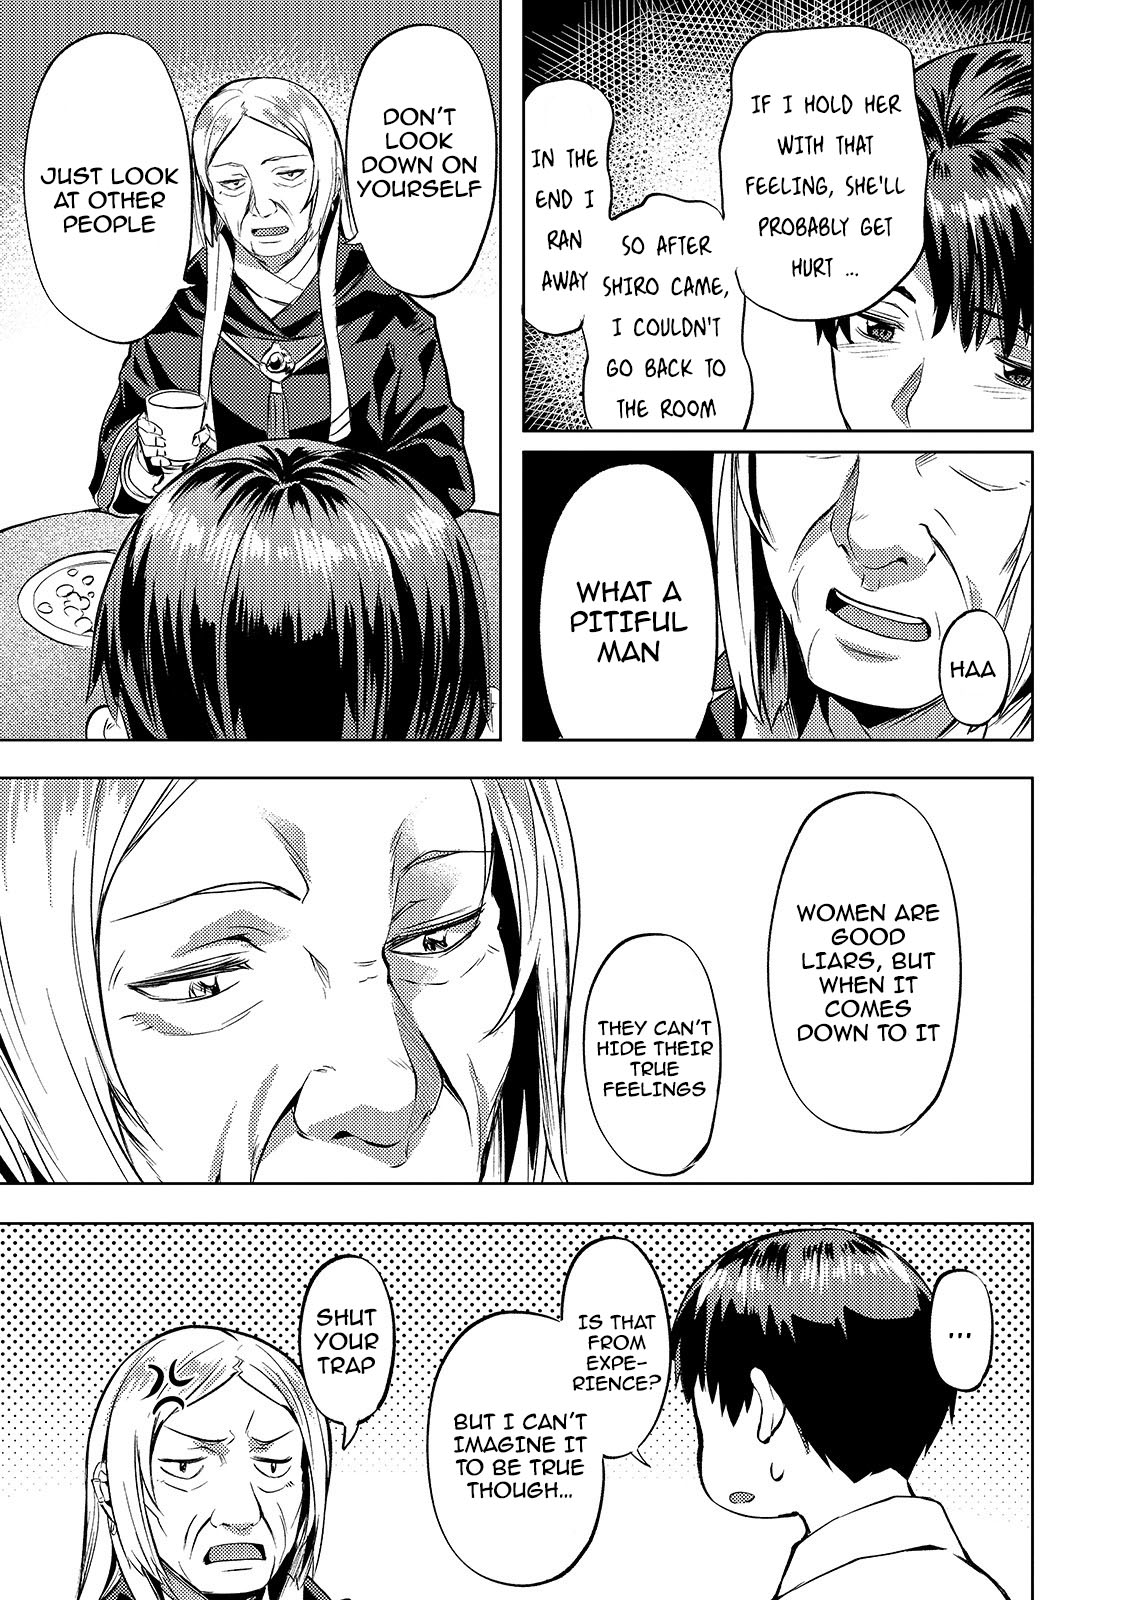 IF I HOLD HER
WITH THAT
FEELING, SHE'LL
PROBABLY GET
HURT ...
SO AFTER
SHIRO CAME,
I COULDN'T
GO BACK TO
THE ROOM
IN THE
END I
RAN
AWAY
HAA
WHAT A
PITIFUL
MAN
DON'T
LOOK
DOWN ON
YOURSELF
JUST LOOK
AT OTHER
PEOPLE
WOMEN ARE
GOOD
LIARS, BUT
WHEN IT
COMES
DOWN TO IT
THEY CAN'T
HIDE THEIR
TRUE
FEELINGS
...
IS THAT
FROM
EXPE-
RIENCE?
BUT I CAN'T
IMAGINE IT
TO BE TRUE
THOUGH...
SHUT
YOUR
TRAP